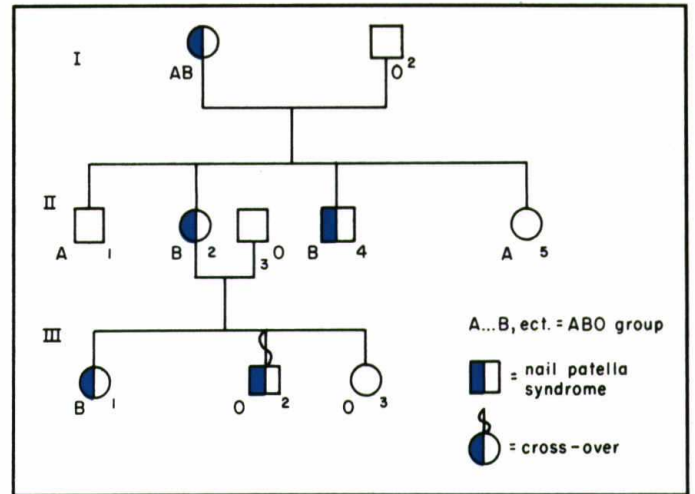 I
AB
O 2
II
A 1
B 2
3 O
B 4
A 5
III
B 1
O 2
O 3
A...B, ect. = ABO group
= nail patella
syndrome
= cross-over